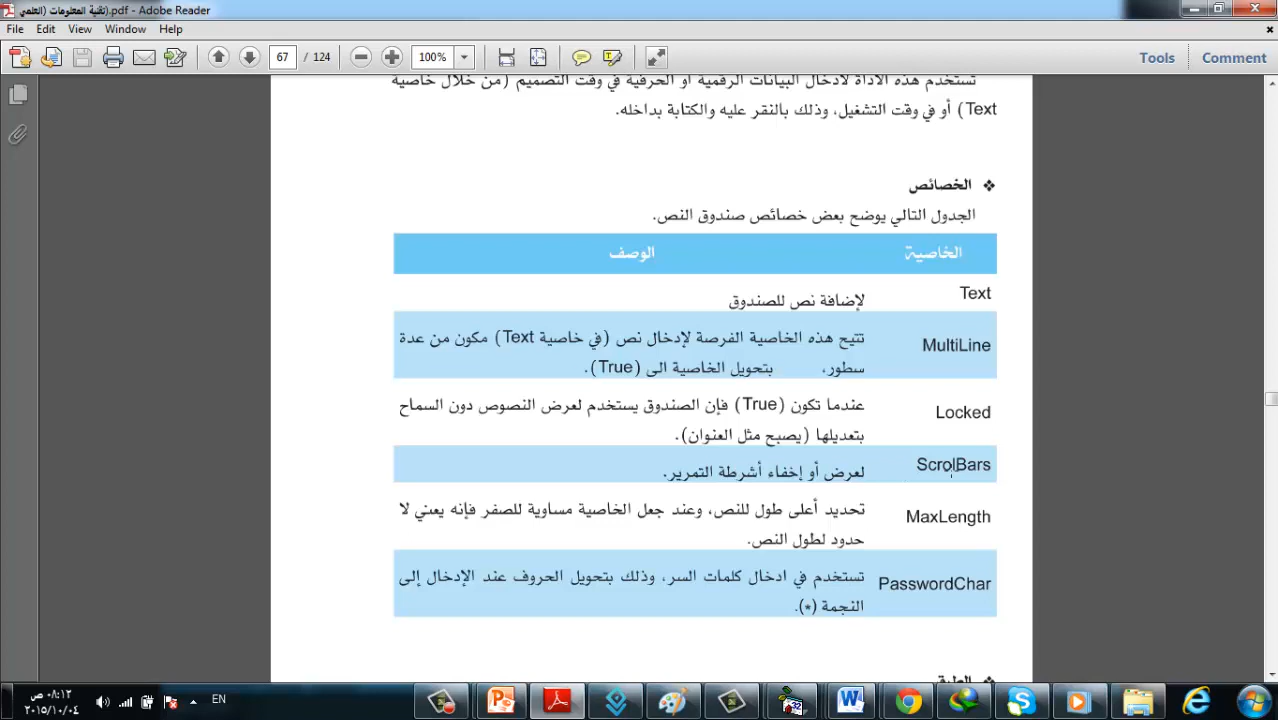 تقنية المعلومات (العلمي).pdf - Adobe Reader
File Edit View Window Help
67 / 124 100% Tools Comment
تستخدم هذه الاداة لادخال البيانات الرقمية او الحرفية في وقت التصميم (من خلال خاصية
Text) أو في وقت التشغيل، وذلك بالنقر عليه والكتابة بداخله.
❖ الخصائص
الجدول التالي يوضح بعض خصائص صندوق النص.
الخاصية الوصف
Text لإضافة نص للصندوق
MultiLine تتيح هذه الخاصية الفرصة لإدخال نص (في خاصية Text) مكون من عدة
سطور، بتحويل الخاصية الى (True).
Locked عندما تكون (True) فإن الصندوق يستخدم لعرض النصوص دون السماح
بتعديلها (يصبح مثل العنوان).
ScrolBars لعرض أو إخفاء أشرطة التمرير.
MaxLength تحديد أعلى طول للنص، وعند جعل الخاصية مساوية للصفر فإنه يعني لا
حدود لطول النص.
PasswordChar تستخدم في ادخال كلمات السر، وذلك بتحويل الحروف عند الإدخال إلى
النجمة (*).
EN
٠٨:١٢ ص
٢٠١٥/١٠/٠٤